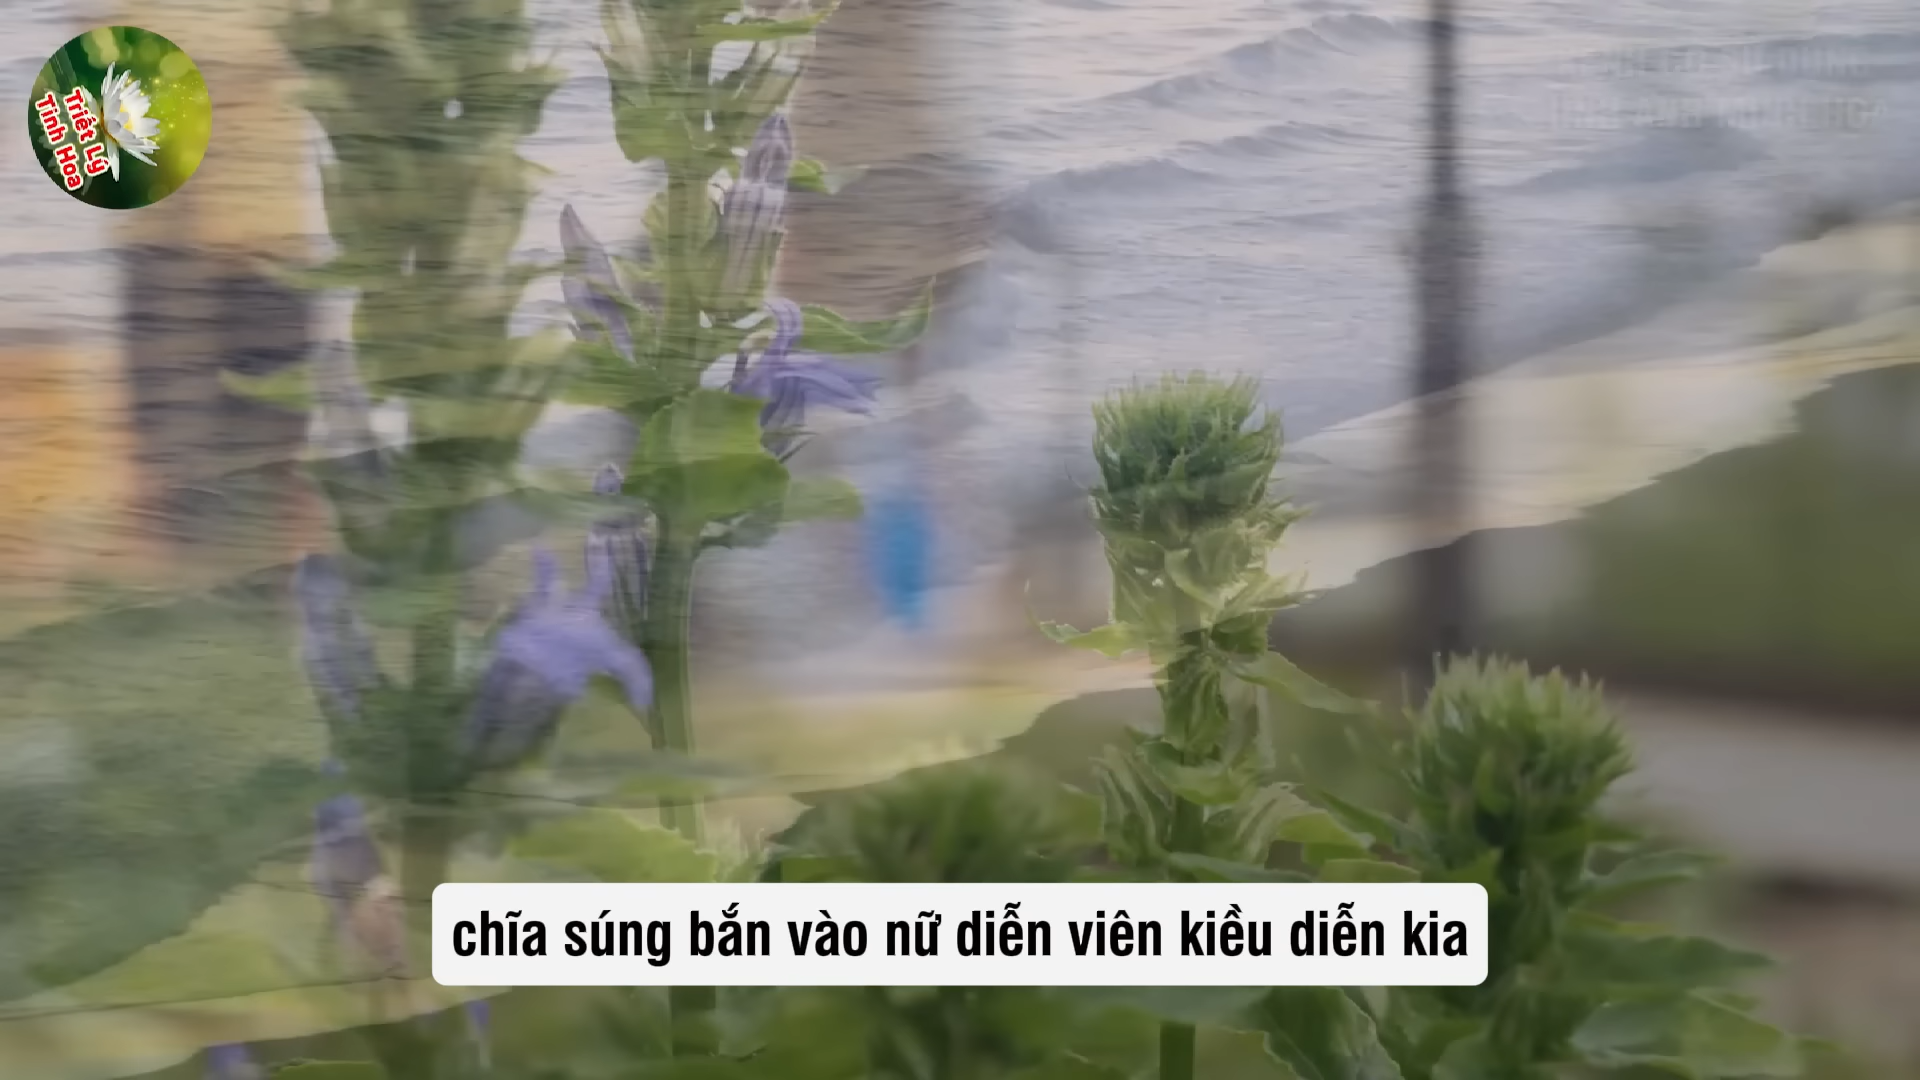 Triết Lý
Tinh Hoa
chĩa súng bắn vào nữ diễn viên kiều diễn kia